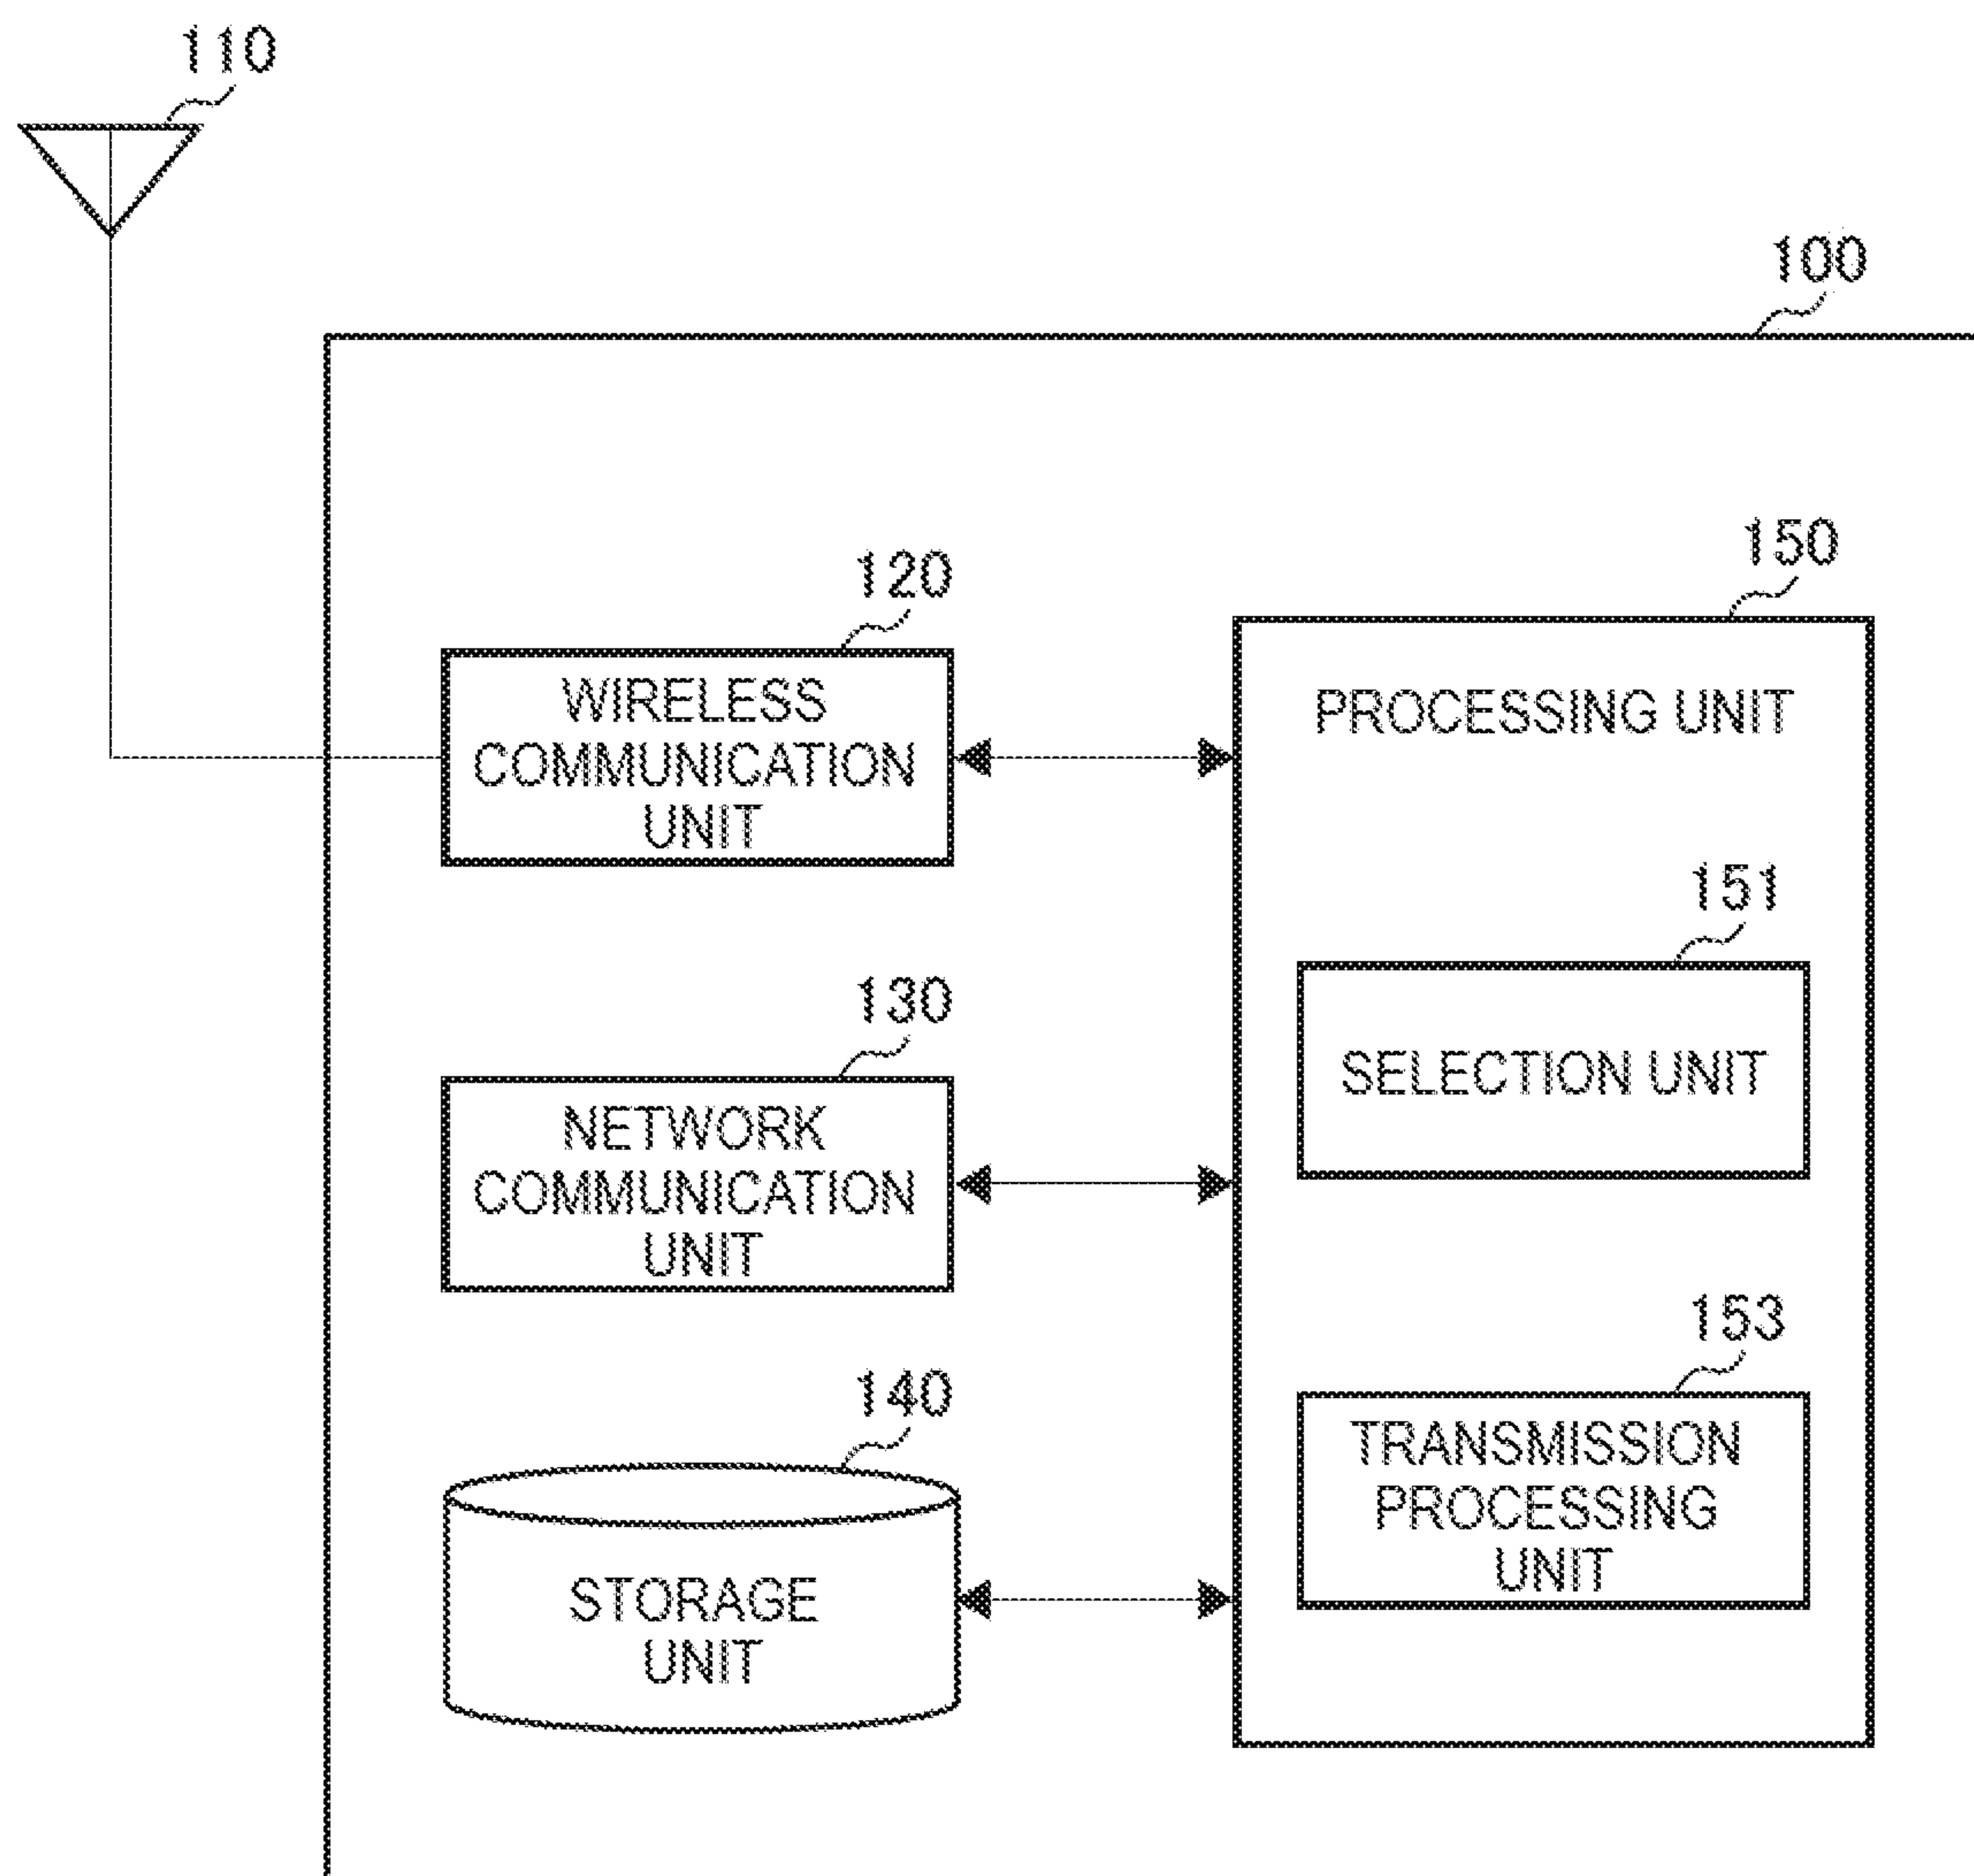 110
100
120
WIRELESS
COMMUNICATION
UNIT
150
PROCESSING UNIT
151
SELECTION UNIT
130
NETWORK
COMMUNICATION
UNIT
153
TRANSMISSION
PROCESSING
UNIT
140
STORAGE
UNIT